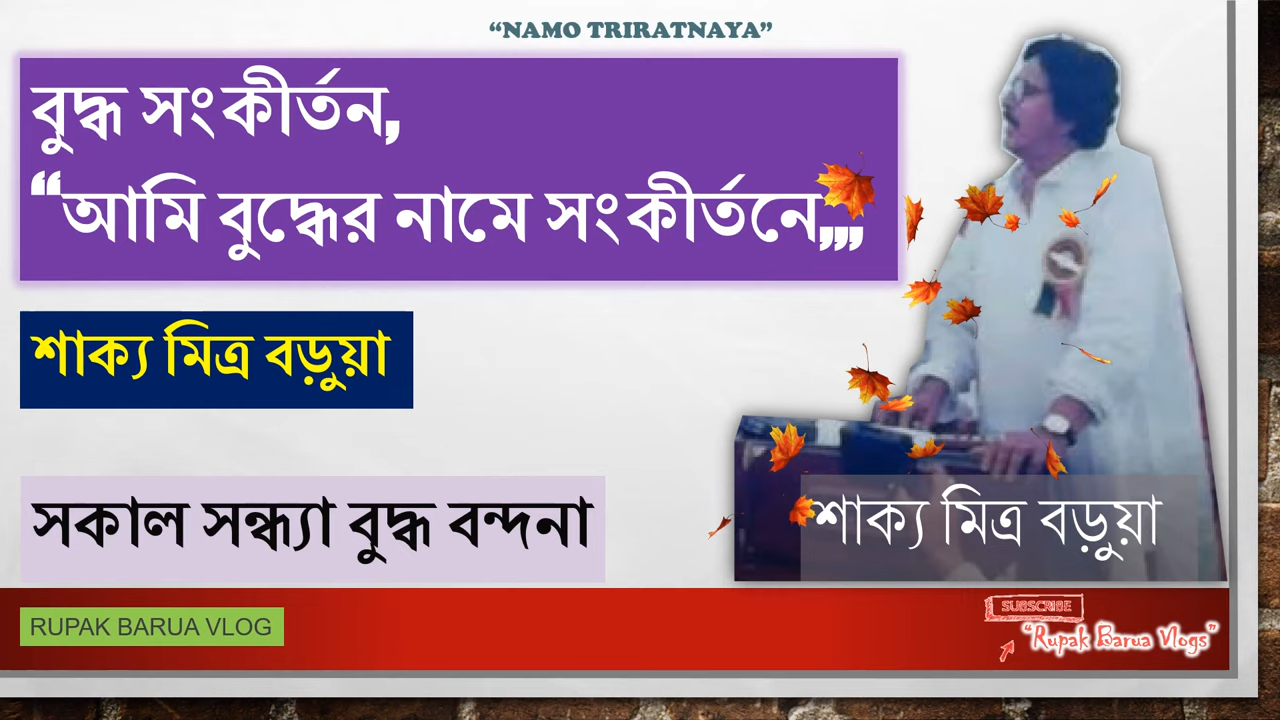 “NAMO TRIRATNAYA”
বুদ্ধ সংকীর্তন,
“আমি বুদ্ধের নামে সংকীর্তনে,,,
শাক্য মিত্র বড়ুয়া
সকাল সন্ধ্যা বুদ্ধ বন্দনা
শাক্য মিত্র বড়ুয়া
RUPAK BARUA VLOG
SUBSCRIBE
“Rupak Barua Vlogs”